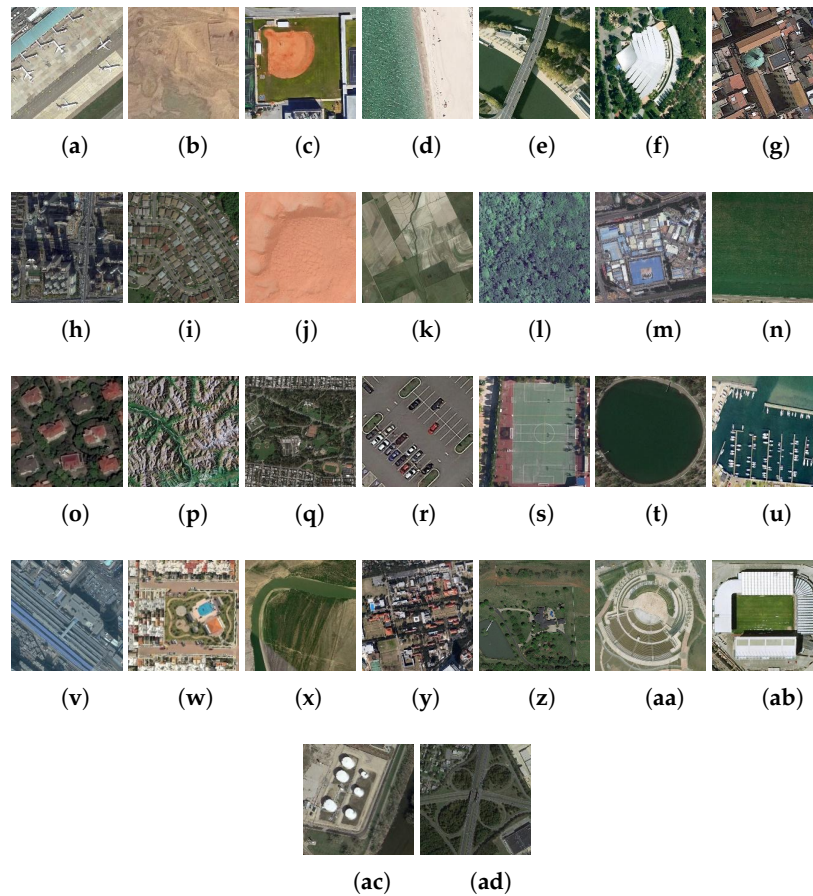 (a) (b) (c) (d) (e) (f) (g)
(h) (i) (j) (k) (l) (m) (n)
(o) (p) (q) (r) (s) (t) (u)
(v) (w) (x) (y) (z) (aa) (ab)
(ac) (ad)